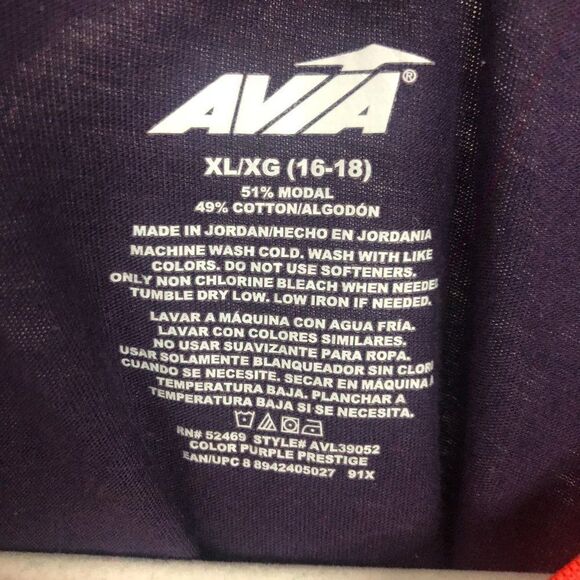 AVIA®
XL/XG (16-18)
51% MODAL
49% COTTON/ALGODÓN
MADE IN JORDAN/HECHO EN JORDANIA
MACHINE WASH COLD. WASH WITH LIKE
COLORS. DO NOT USE SOFTENERS.
ONLY NON CHLORINE BLEACH WHEN NEEDED
TUMBLE DRY LOW. LOW IRON IF NEEDED.
LAVAR A MÁQUINA CON AGUA FRÍA.
LAVAR CON COLORES SIMILARES.
NO USAR SUAVIZANTE PARA ROPA.
USAR SOLAMENTE BLANQUEADOR SIN CLORO
CUANDO SE NECESITE. SECAR EN MÁQUINA A
TEMPERATURA BAJA. PLANCHAR A
TEMPERATURA BAJA SI SE NECESITA.
RN# 52469 STYLE# AVL39052
COLOR PURPLE PRESTIGE
EAN/UPC 8 8942405027 91X